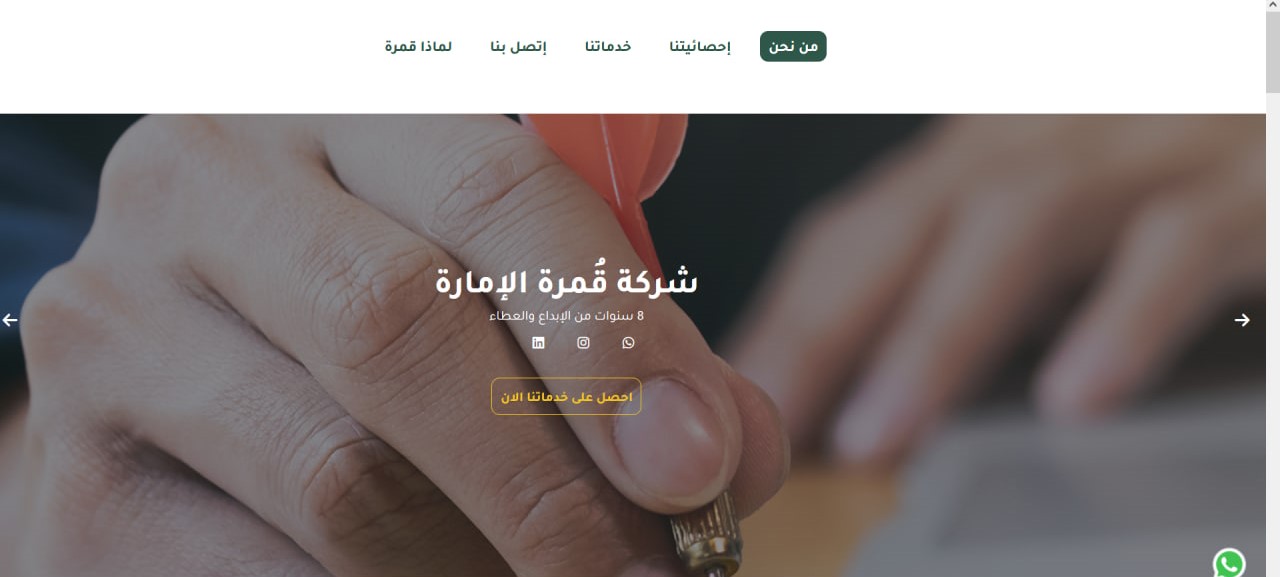 من نحن إحصائيتنا خدماتنا إتصل بنا لماذا قمرة
شركة قُمرة الإمارة
8 سنوات من الإبداع والعطاء
احصل على خدماتنا الان